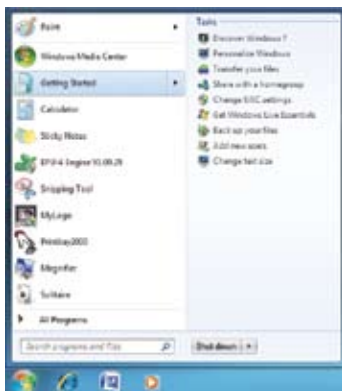 Paint
Windows Media Center
Getting Started
Calculator
Sticky Notes
Snipping Tool
MyLogo
Magnifier
Solitaire
All Programs
Search programs and files
Tasks
Discover Windows 7
Personalize Windows
Transfer your files
Share with a homegroup
Change UAC settings
Get Windows Live Essentials
Back up your files
Add new users
Change text size
Shut down